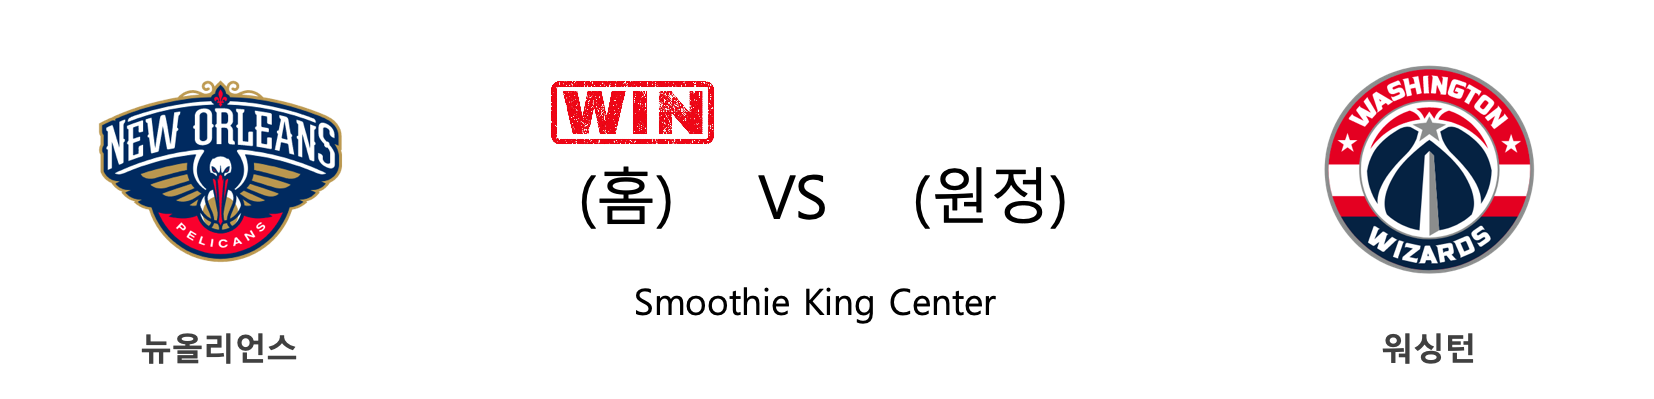 NEW ORLEANS
PELICANS
뉴올리언스
WIN
(홈) VS (원정)
Smoothie King Center
WASHINGTON
WIZARDS
워싱턴